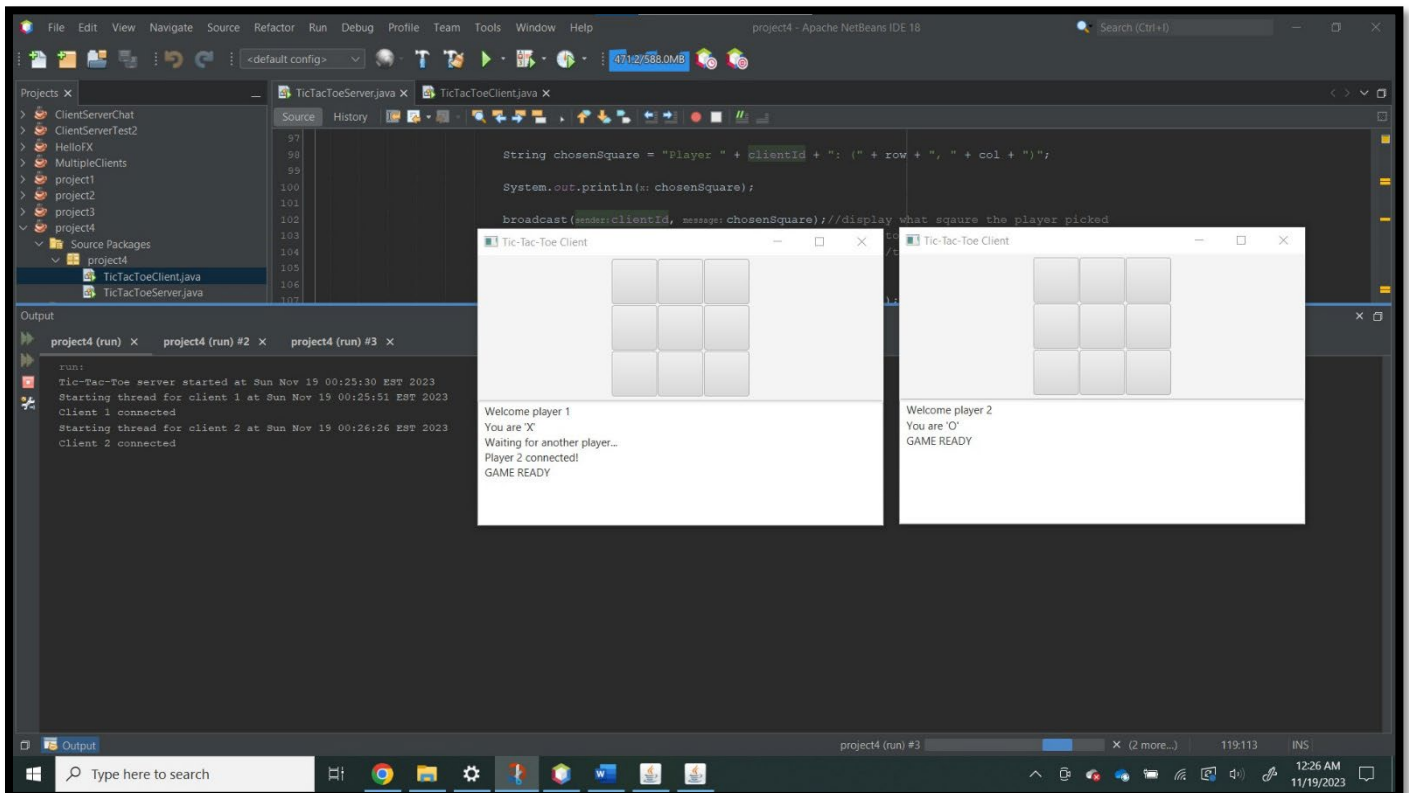 File Edit View Navigate Source Refactor Run Debug Profile Team Tools Window Help
project4 - Apache NetBeans IDE 18
Search (Ctrl+I)
<default config>
471.2/588.0MB
Projects
TicTacToeServer.java
TicTacToeClient.java
ClientServerChat
ClientServerTest2
HelloFX
MultipleClients
project1
project2
project3
project4
Source Packages
project4
TicTacToeClient.java
TicTacToeServer.java
Source History
97
98 String chosenSquare = "Player " + clientId + ": (" + row + ", " + col + ")";
99
100 System.out.println(x: chosenSquare);
101
102 broadcast(sender: clientId, message: chosenSquare);//display what sqaure the player picked
103
104
105
106
107
Output
project4 (run) project4 (run) #2 project4 (run) #3
run:
Tic-Tac-Toe server started at Sun Nov 19 00:25:30 EST 2023
Starting thread for client 1 at Sun Nov 19 00:25:51 EST 2023
Client 1 connected
Starting thread for client 2 at Sun Nov 19 00:26:26 EST 2023
Client 2 connected
Tic-Tac-Toe Client
Welcome player 1
You are 'X'
Waiting for another player...
Player 2 connected!
GAME READY
Tic-Tac-Toe Client
Welcome player 2
You are 'O'
GAME READY
Output
project4 (run) #3
(2 more...)
119:113
INS
Type here to search
12:26 AM
11/19/2023